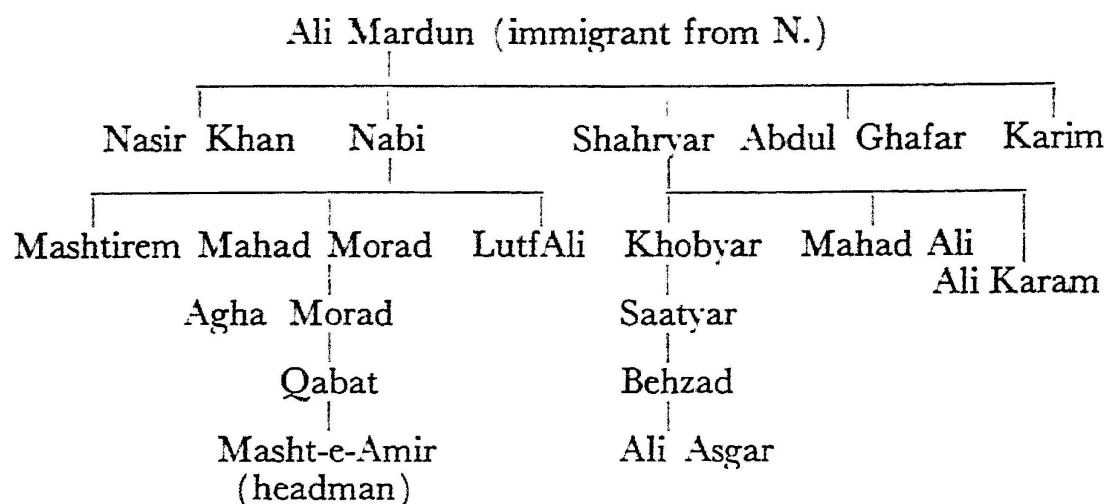 Ali Mardun (immigrant from N.)
Nasir Khan Nabi Shahryar Abdul Ghafar Karim
Mashtirem Mahad Morad LutfAli Khobyar Mahad Ali
Ali Karam
Agha Morad Saatyar
Qabat Behzad
Masht-e-Amir Ali Asgar
(headman)